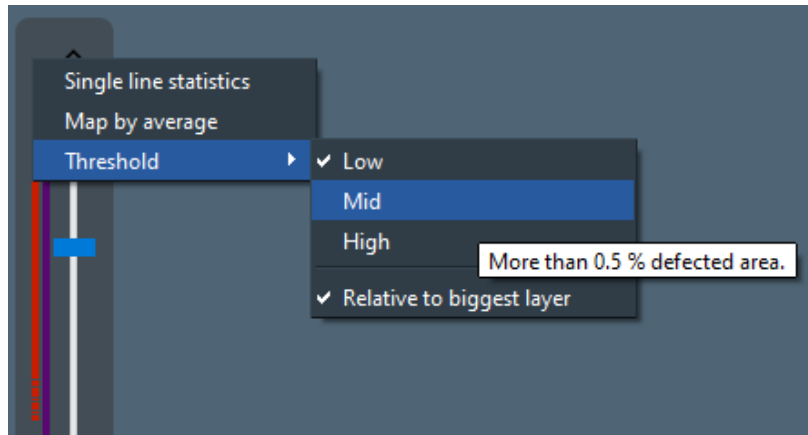 Single line statistics
Map by average
Threshold
Low
Mid
High
More than 0.5 % defected area.
Relative to biggest layer